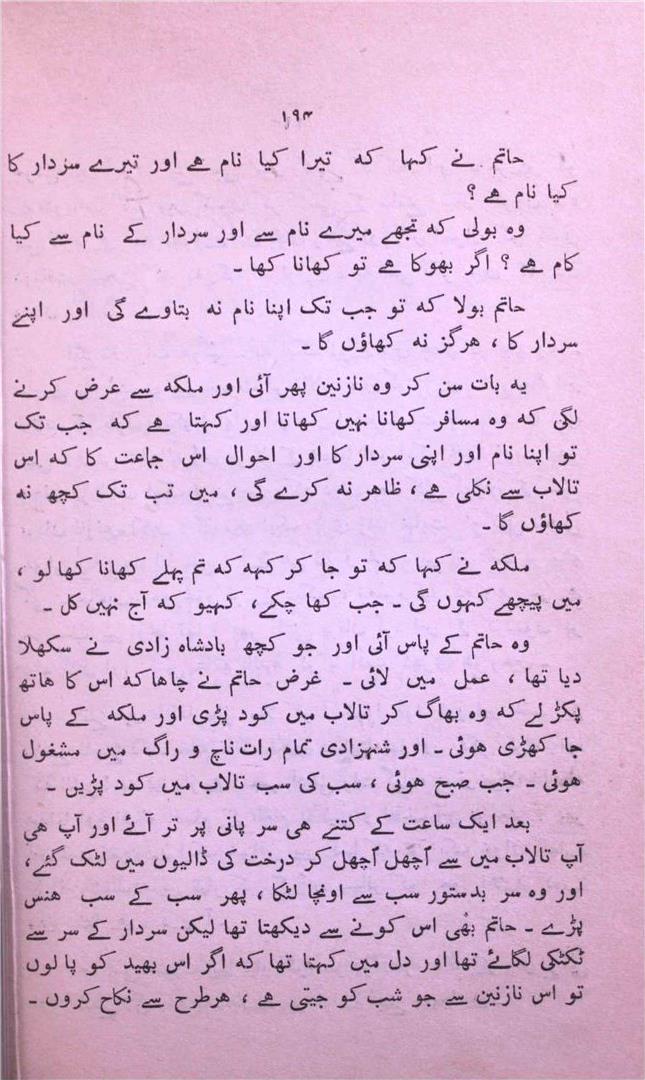 ۱۹۴
حاتم نے کہا کہ تیرا کیا نام ہے اور تیرے سردار کا
کیا نام ہے ؟
وہ بولی کہ تجھے میرے نام سے اور سردار کے نام سے کیا
کام ہے ؟ اگر بھوکا ہے تو کھانا کھا ۔
حاتم بولا کہ تو جب تک اپنا نام نہ بتاوے گی اور اپنے
سردار کا ، ہرگز نہ کھاؤں گا ۔
یہ بات سن کر وہ نازنین پھر آئی اور ملکہ سے عرض کرنے
لگی کہ وہ مسافر کھانا نہیں کھاتا اور کہتا ہے کہ جب تک
تو اپنا نام اور اپنی سردار کا اور احوال اس جماعت کا کہ اس
تالاب سے نکلی ہے ، ظاہر نہ کرے گی ، میں تب تک کچھ نہ
کھاؤں گا ۔
ملکہ نے کہا کہ تو جا کر کہہ کہ تم پہلے کھانا کھا لو ،
میں پیچھے کہوں گی ۔ جب کھا چکے ، کہیو کہ آج نہیں کل ۔
وہ حاتم کے پاس آئی اور جو کچھ بادشاہ زادی نے سکھلا
دیا تھا ، عمل میں لائی ۔ غرض حاتم نے چاہا کہ اس کا ہاتھ
پکڑ لے کہ وہ بھاگ کر تالاب میں کود پڑی اور ملکہ کے پاس
جا کھڑی ہوئی ۔ اور شہزادی تمام رات ناچ و راگ میں مشغول
ہوئی ۔ جب صبح ہوئی ، سب کی سب تالاب میں کود پڑیں ۔
بعد ایک ساعت کے کتنے ہی سر پانی پر تر آئے اور آپ ہی
آپ تالاب میں سے اُچھل اُچھل کر درخت کی ڈالیوں میں لٹک گئے ،
اور وہ سر بدستور سب سے اونچا لٹکا ، پھر سب کے سب ہنس
پڑے ۔ حاتم بھی اس کونے سے دیکھتا تھا لیکن سردار کے سر سے
ٹکٹکی لگائے تھا اور دل میں کہتا تھا کہ اگر اس بھید کو پا لوں
تو اس نازنین سے جو شب کو جیتی ہے ، ہر طرح سے نکاح کروں ۔